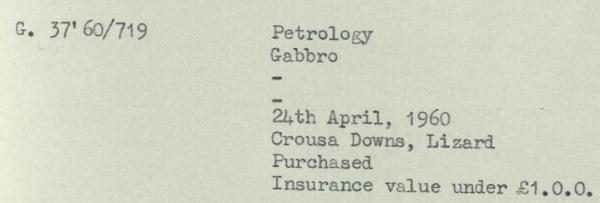 G. 37'60/719 Petrology
Gabbro
-
-
24th April, 1960
Crousa Downs, Lizard
Purchased
Insurance value under £1.0.0.